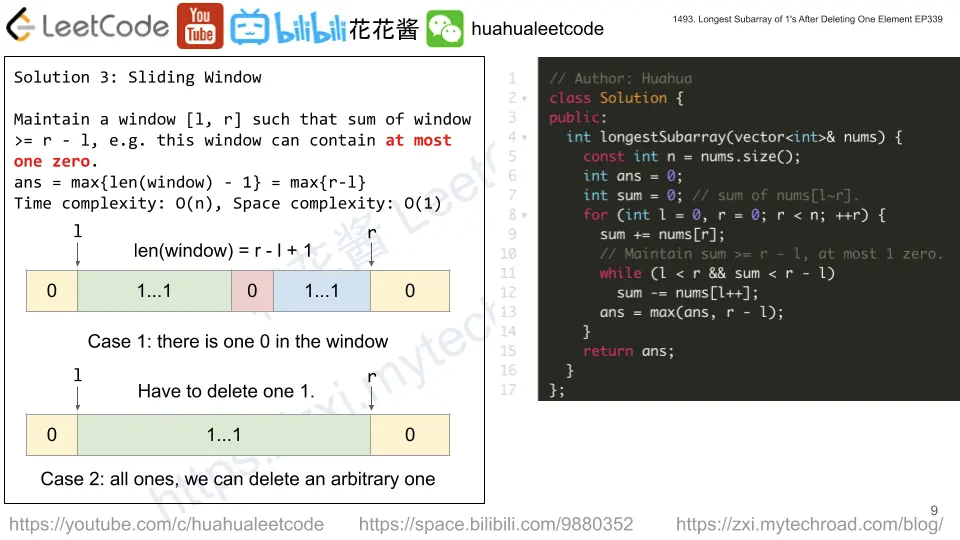 LeetCode
You
Tube
bilibili
花花酱
huahualeetcode
1493. Longest Subarray of 1's After Deleting One Element EP339
Solution 3: Sliding Window
Maintain a window [l, r] such that sum of window
>= r - l, e.g. this window can contain at most
one zero.
ans = max{len(window) - 1} = max{r-l}
Time complexity: O(n), Space complexity: O(1)
l
r
len(window) = r - l + 1
0 1...1 0 1...1 0
Case 1: there is one 0 in the window
l
r
Have to delete one 1.
0 1...1 0
Case 2: all ones, we can delete an arbitrary one
1 // Author: Huahua
2 class Solution {
3 public:
4 int longestSubarray(vector<int>& nums) {
5 const int n = nums.size();
6 int ans = 0;
7 int sum = 0; // sum of nums[l~r].
8 for (int l = 0, r = 0; r < n; ++r) {
9 sum += nums[r];
10 // Maintain sum >= r - l, at most 1 zero.
11 while (l < r && sum < r - l)
12 sum -= nums[l++];
13 ans = max(ans, r - l);
14 }
15 return ans;
16 }
17 };
9
https://youtube.com/c/huahualeetcode
https://space.bilibili.com/9880352
https://zxi.mytechroad.com/blog/